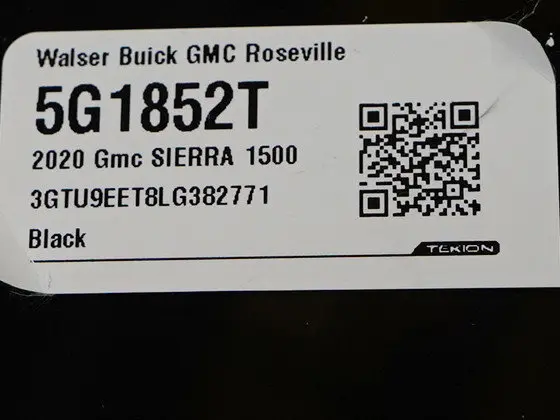 Walser Buick GMC Roseville
5G1852T
2020 Gmc SIERRA 1500
3GTU9EET8LG382771
Black
TEKION